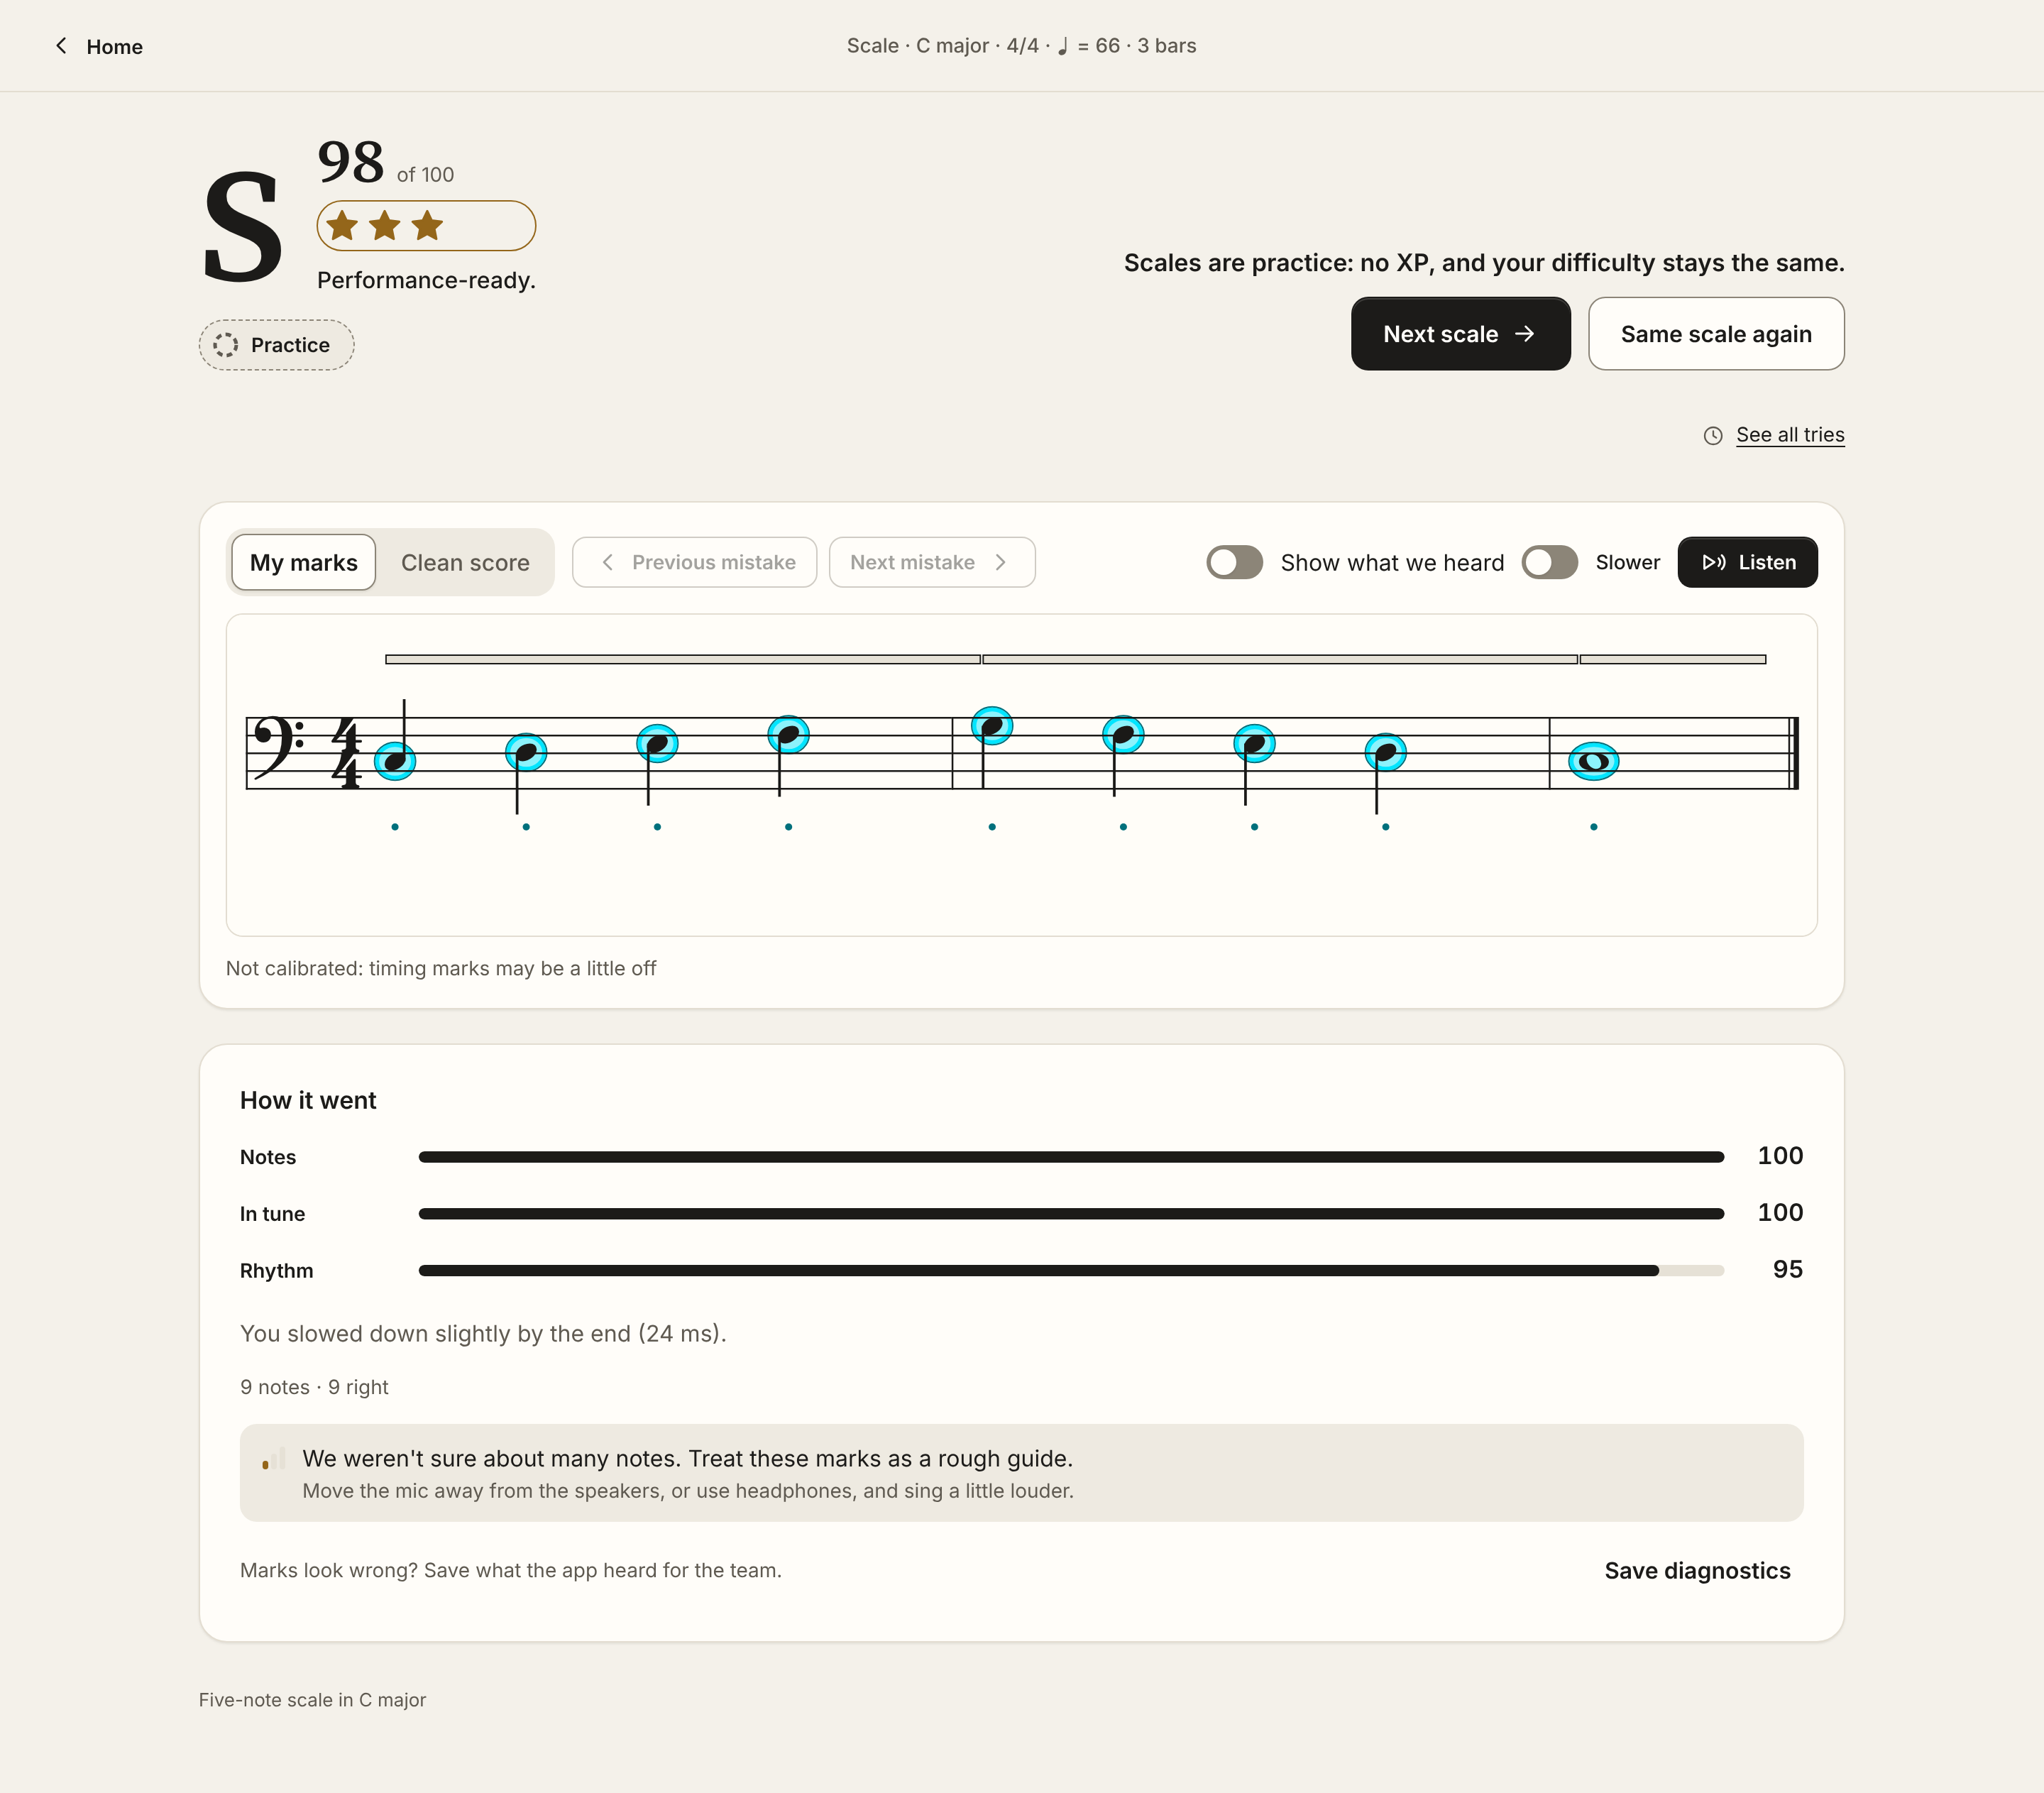 Home
Scale · C major · 4/4 · ♩ = 66 · 3 bars
S
98 of 100
Performance-ready.
Practice
Scales are practice: no XP, and your difficulty stays the same.
Next scale →
Same scale again
See all tries
My marks
Clean score
Previous mistake
Next mistake
Show what we heard
Slower
Listen
4
4
Not calibrated: timing marks may be a little off
How it went
Notes 100
In tune 100
Rhythm 95
You slowed down slightly by the end (24 ms).
9 notes · 9 right
We weren't sure about many notes. Treat these marks as a rough guide.
Move the mic away from the speakers, or use headphones, and sing a little louder.
Marks look wrong? Save what the app heard for the team.
Save diagnostics
Five-note scale in C major